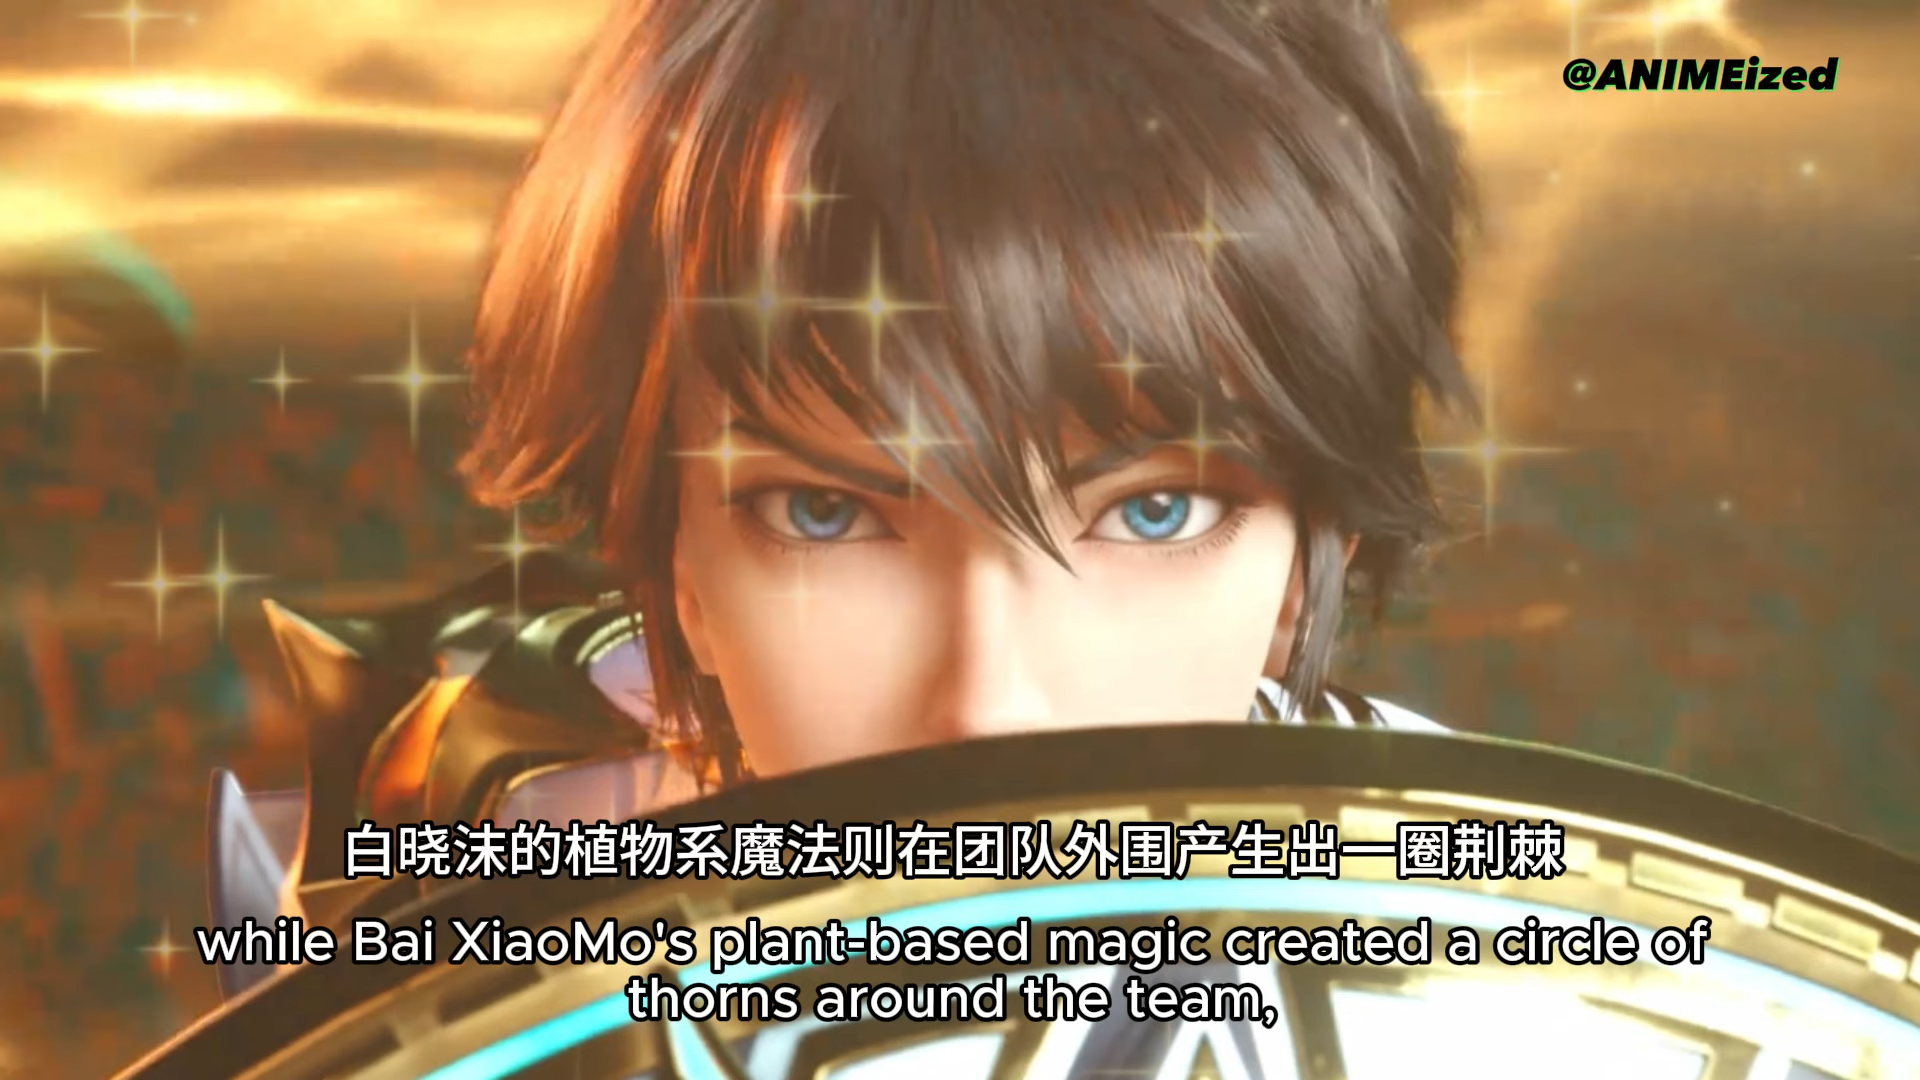 @ANIMEized
白晓沫的植物系魔法则在团队外围产生出一圈荆棘
while Bai XiaoMo's plant-based magic created a circle of
thorns around the team,